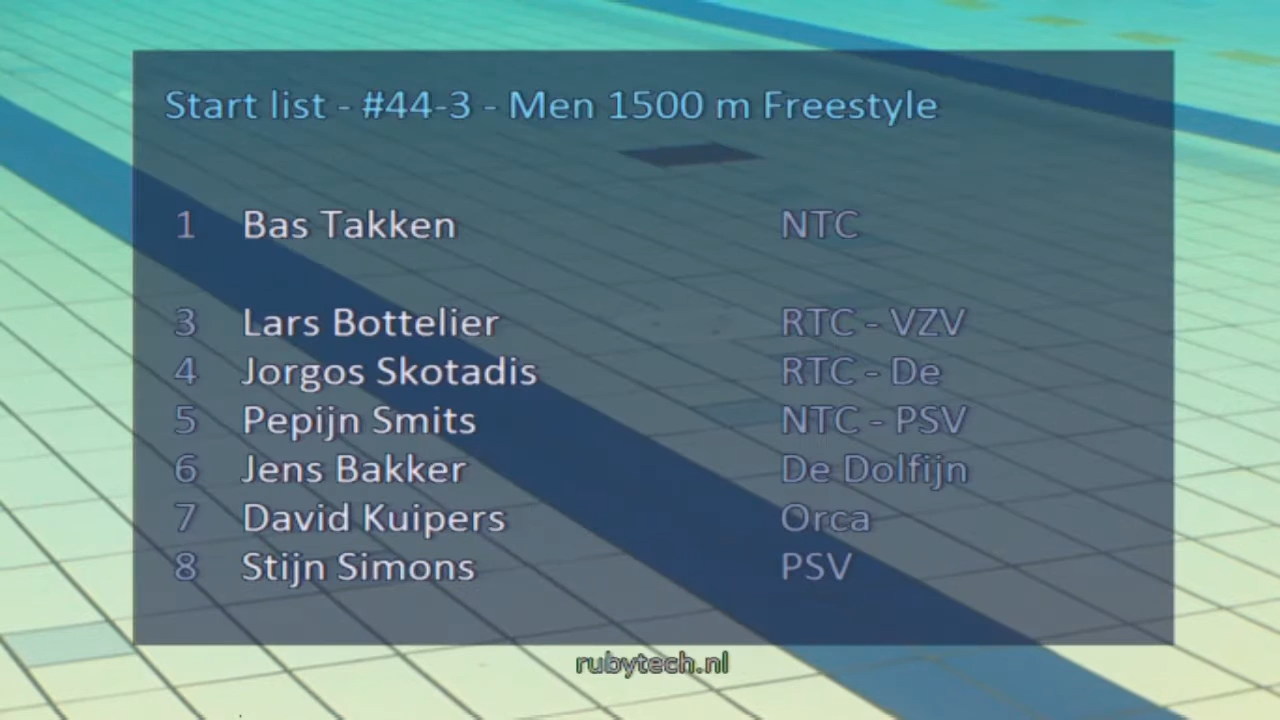 Start list - #44-3 - Men 1500 m Freestyle
1 Bas Takken NTC
3 Lars Bottelier RTC - VZV
4 Jorgos Skotadis RTC - De
5 Pepijn Smits NTC - PSV
6 Jens Bakker De Dolfijn
7 David Kuipers Orca
8 Stijn Simons PSV
rubytech.nl